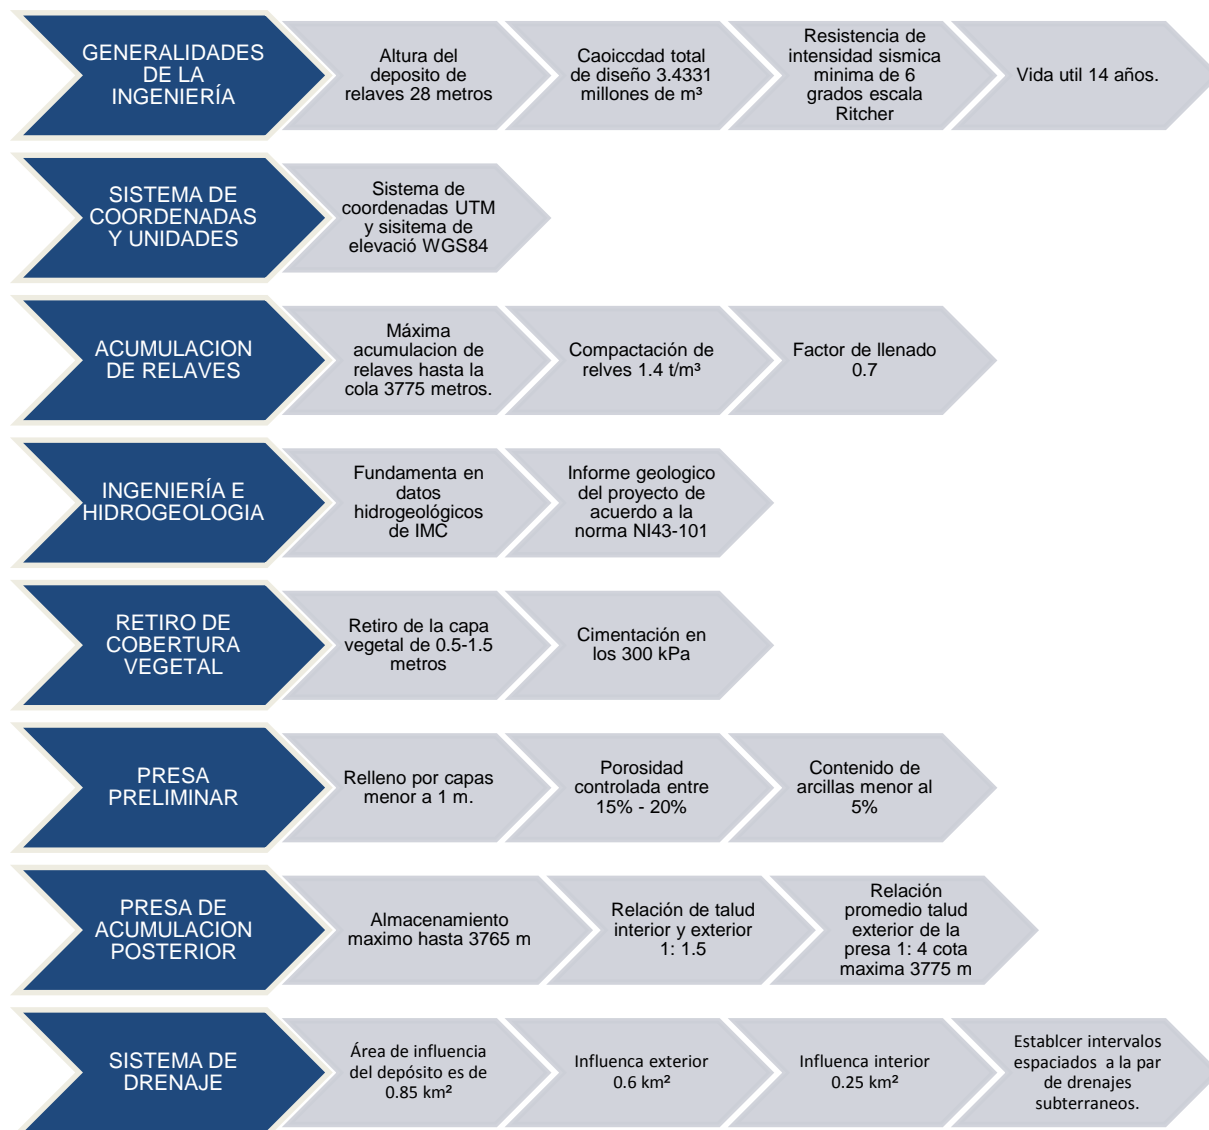 GENERALIDADES
DE LA
INGENIERÍA
Altura del
deposito de
relaves 28 metros
Caoiccdad total
de diseño 3.4331
millones de m³
Resistencia de
intensidad sismica
minima de 6
grados escala
Ritcher
Vida util 14 años.
SISTEMA DE
COORDENADAS
Y UNIDADES
Sistema de
coordenadas UTM
y sisitema de
elevació WGS84
ACUMULACION
DE RELAVES
Máxima
acumulacion de
relaves hasta la
cola 3775 metros.
Compactación de
relves 1.4 t/m³
Factor de llenado
0.7
INGENIERÍA E
HIDROGEOLOGIA
Fundamenta en
datos
hidrogeológicos
de IMC
Informe geologico
del proyecto de
acuerdo a la
norma NI43-101
RETIRO DE
COBERTURA
VEGETAL
Retiro de la capa
vegetal de 0.5-1.5
metros
Cimentación en
los 300 kPa
PRESA
PRELIMINAR
Relleno por capas
menor a 1 m.
Porosidad
controlada entre
15% - 20%
Contenido de
arcillas menor al
5%
PRESA DE
ACUMULACION
POSTERIOR
Almacenamiento
maximo hasta 3765 m
Relación de talud
interior y exterior
1: 1.5
Relación
promedio talud
exterior de la
presa 1: 4 cota
maxima 3775 m
SISTEMA DE
DRENAJE
Área de influencia
del depósito es de
0.85 km²
Influenca exterior
0.6 km²
Influenca interior
0.25 km²
Establcer intervalos
espaciados a la par
de drenajes
subterraneos.